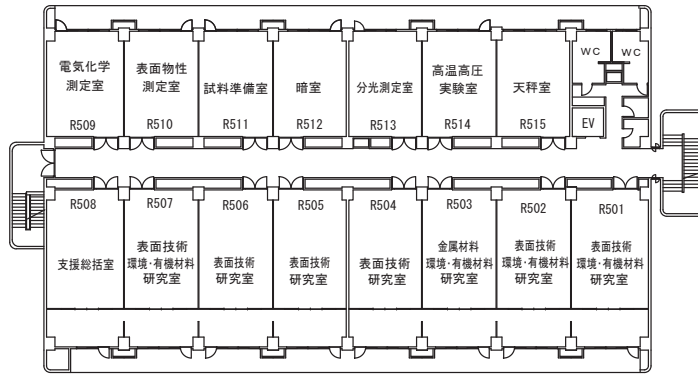 電気化学
測定室
R509
表面物性
測定室
R510
試料準備室
R511
暗室
R512
分光測定室
R513
高温高圧
実験室
R514
天秤室
R515
WC
WC
EV
R508
支援総括室
R507
表面技術
環境・有機材料
研究室
R506
表面技術
研究室
R505
表面技術
研究室
R504
表面技術
研究室
R503
金属材料
環境・有機材料
研究室
R502
表面技術
環境・有機材料
研究室
R501
表面技術
環境・有機材料
研究室